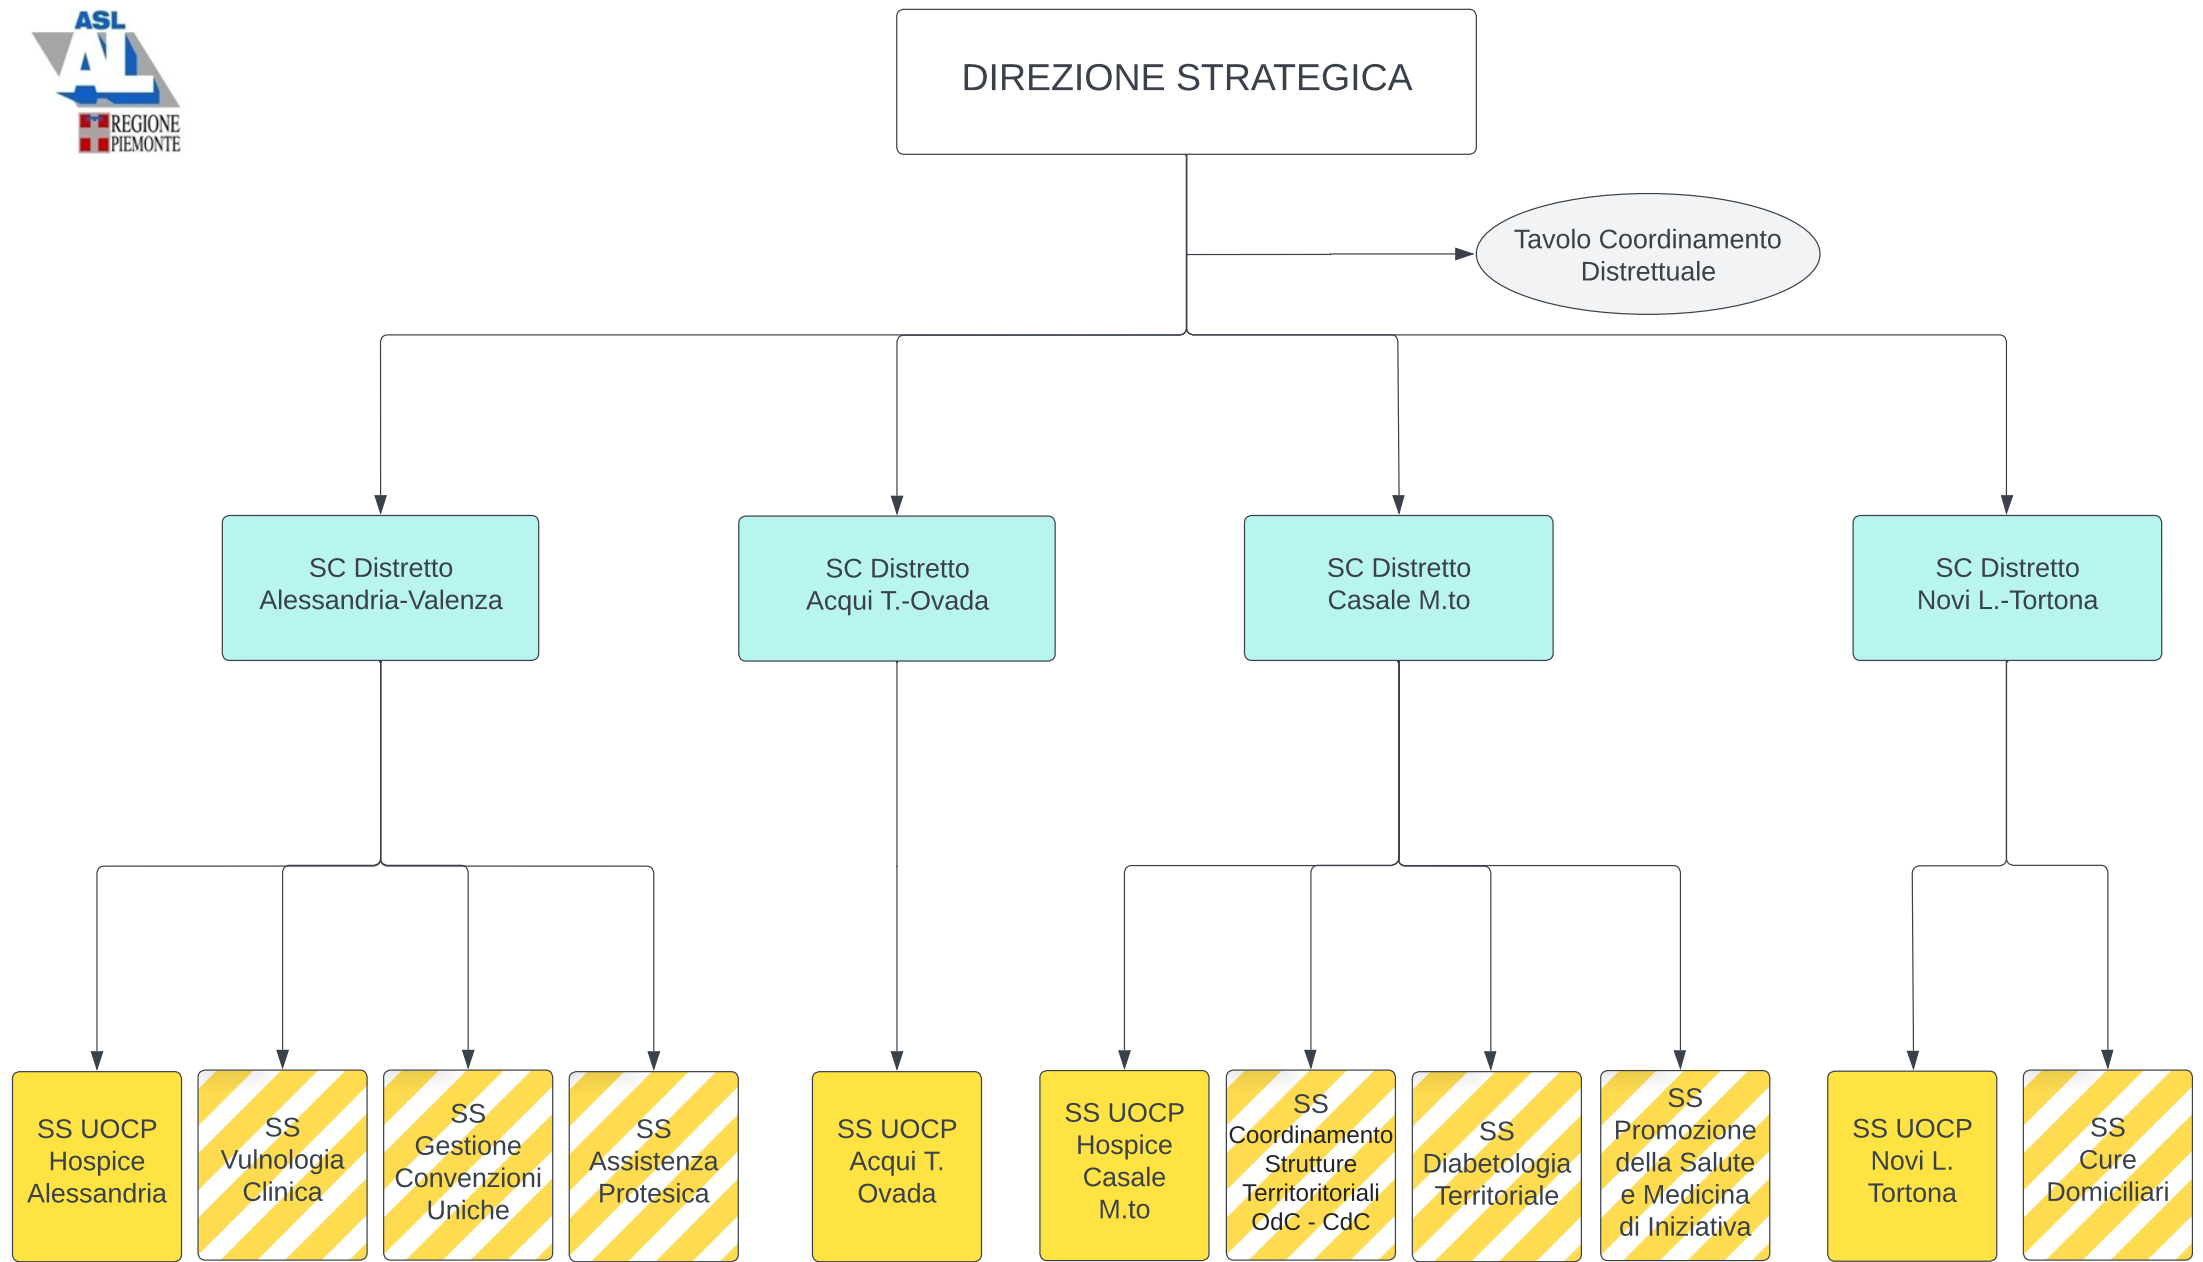 ASL
AL
REGIONE
PIEMONTE
DIREZIONE STRATEGICA
Tavolo Coordinamento
Distrettuale
SC Distretto
Alessandria-Valenza
SC Distretto
Acqui T.-Ovada
SC Distretto
Casale M.to
SC Distretto
Novi L.-Tortona
SS UOCP
Hospice
Alessandria
SS
Vulnologia
Clinica
SS
Gestione
Convenzioni
Uniche
SS
Assistenza
Protesica
SS UOCP
Acqui T.
Ovada
SS UOCP
Hospice
Casale
M.to
SS
Coordinamento
Strutture
Territoritoriali
OdC - CdC
SS
Diabetologia
Territoriale
SS
Promozione
della Salute
e Medicina
di Iniziativa
SS UOCP
Novi L.
Tortona
SS
Cure
Domiciliari